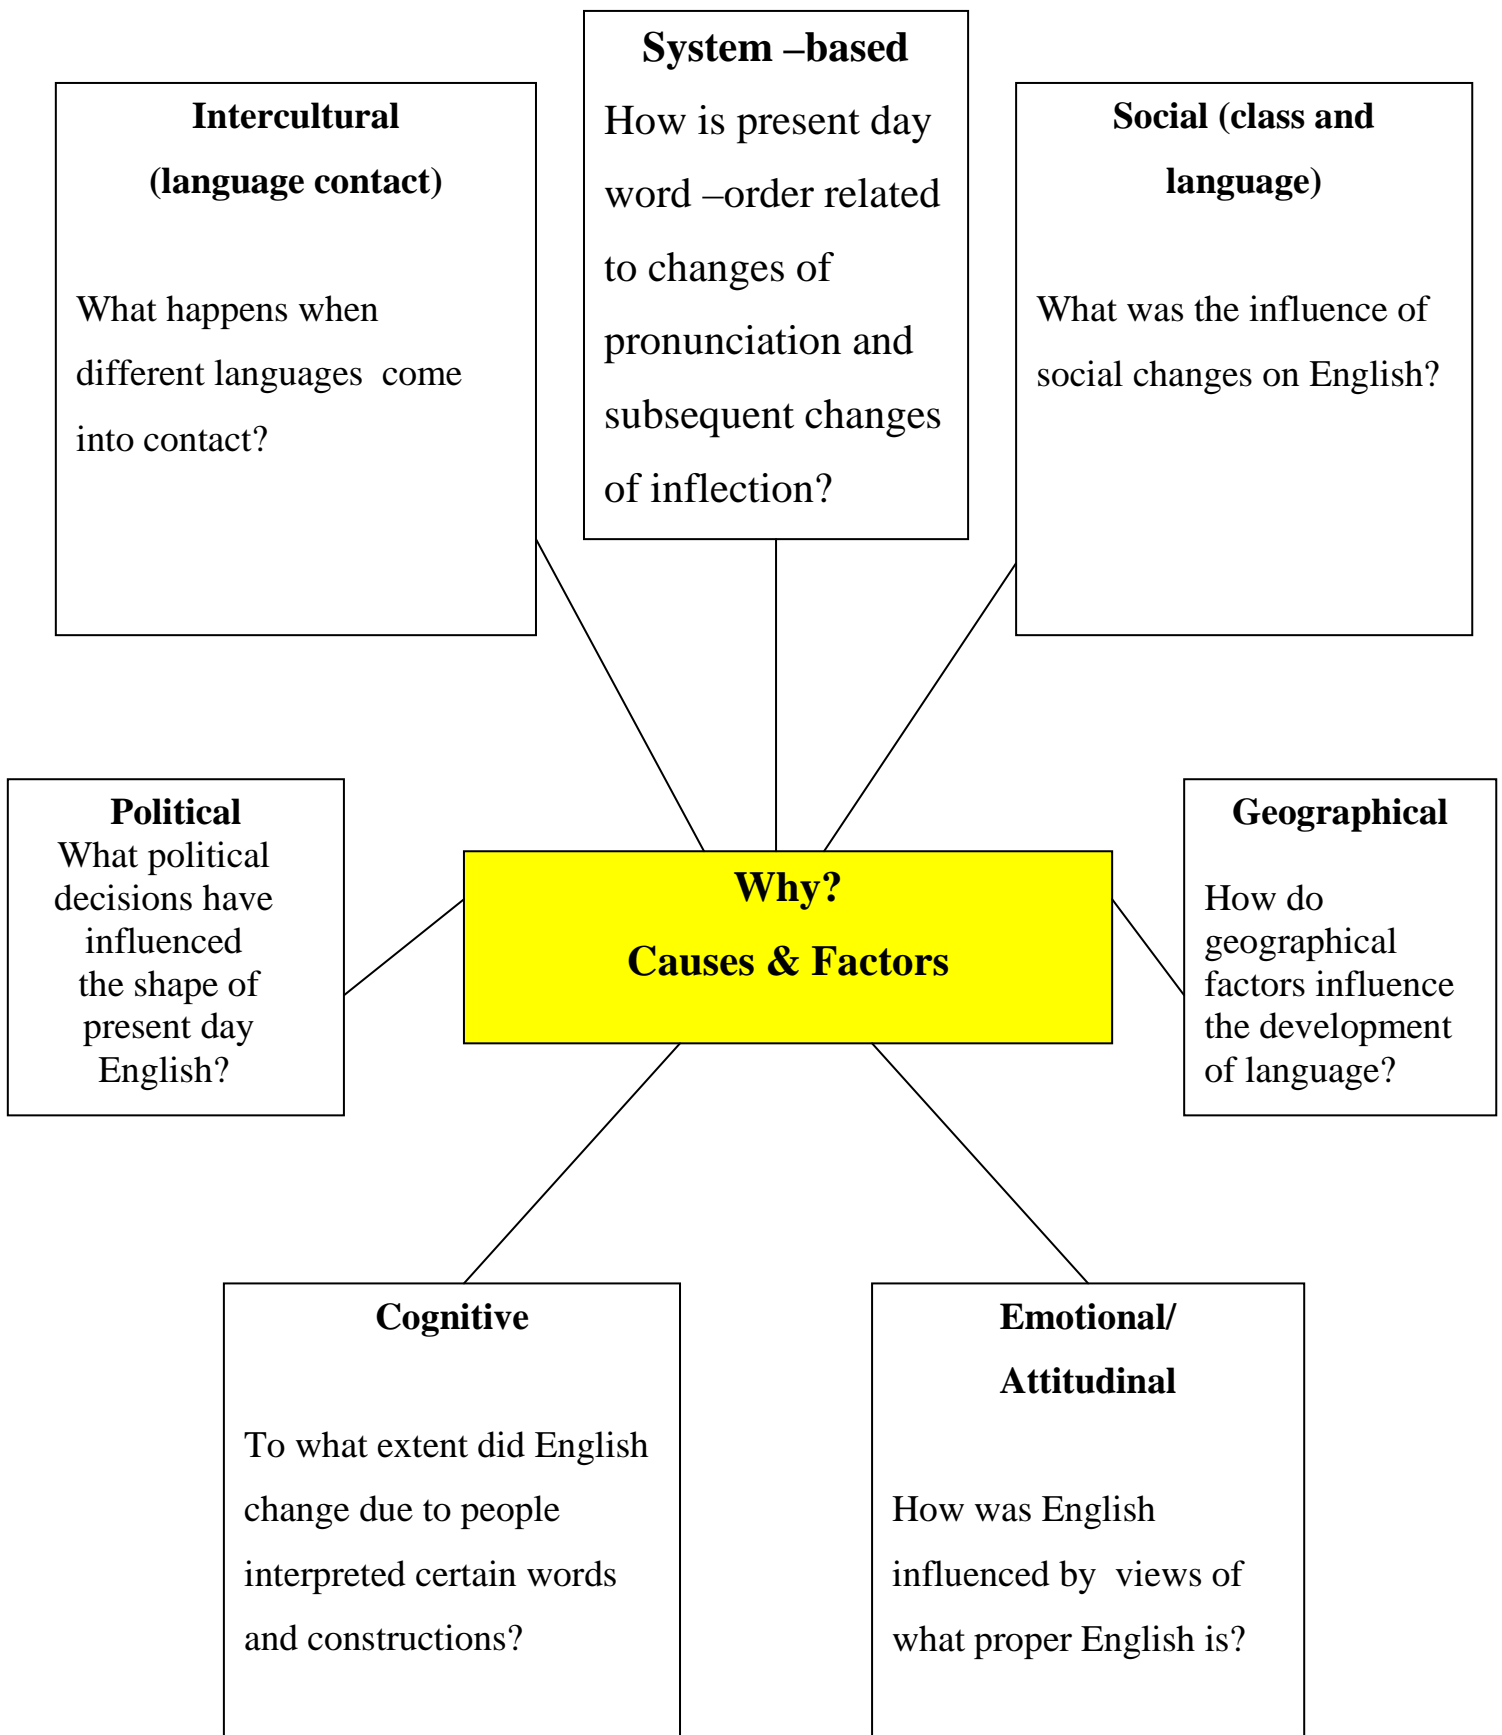 System –based
How is present day
word –order related
to changes of
pronunciation and
subsequent changes
of inflection?
Intercultural
(language contact)
What happens when
different languages  come
into contact?
Social (class and
language)
What was the influence of
social changes on English?
Political
What political
decisions have
influenced
the shape of
present day
English?
Why?
Causes & Factors
Geographical
How do
geographical
factors influence
the development
of language?
Cognitive
To what extent did English
change due to people
interpreted certain words
and constructions?
Emotional/
Attitudinal
How was English
influenced by  views of
what proper English is?